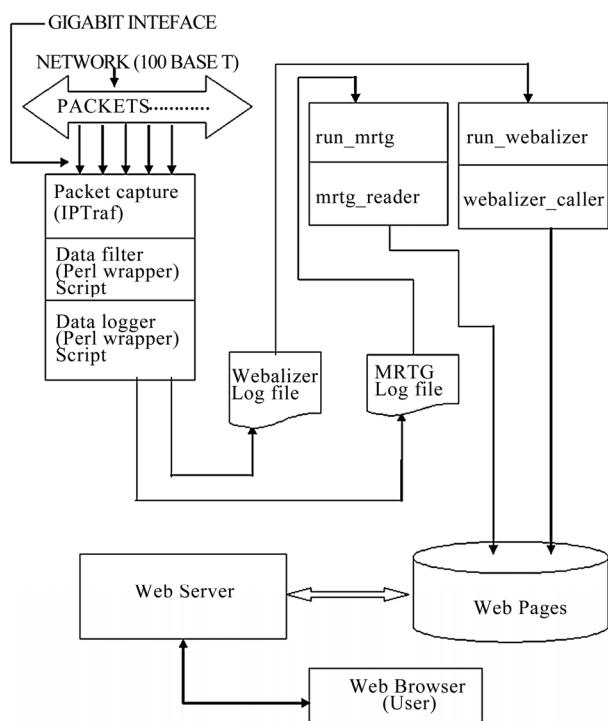 GIGABIT INTEFACE
NETWORK (100 BASE T)
PACKETS............
Packet capture
(IPTraf)
Data filter
(Perl wrapper)
Script
Data logger
(Perl wrapper)
Script
run_mrtg
mrtg_reader
run_webalizer
webalizer_caller
Webalizer
Log file
MRTG
Log file
Web Server
Web Pages
Web Browser
(User)